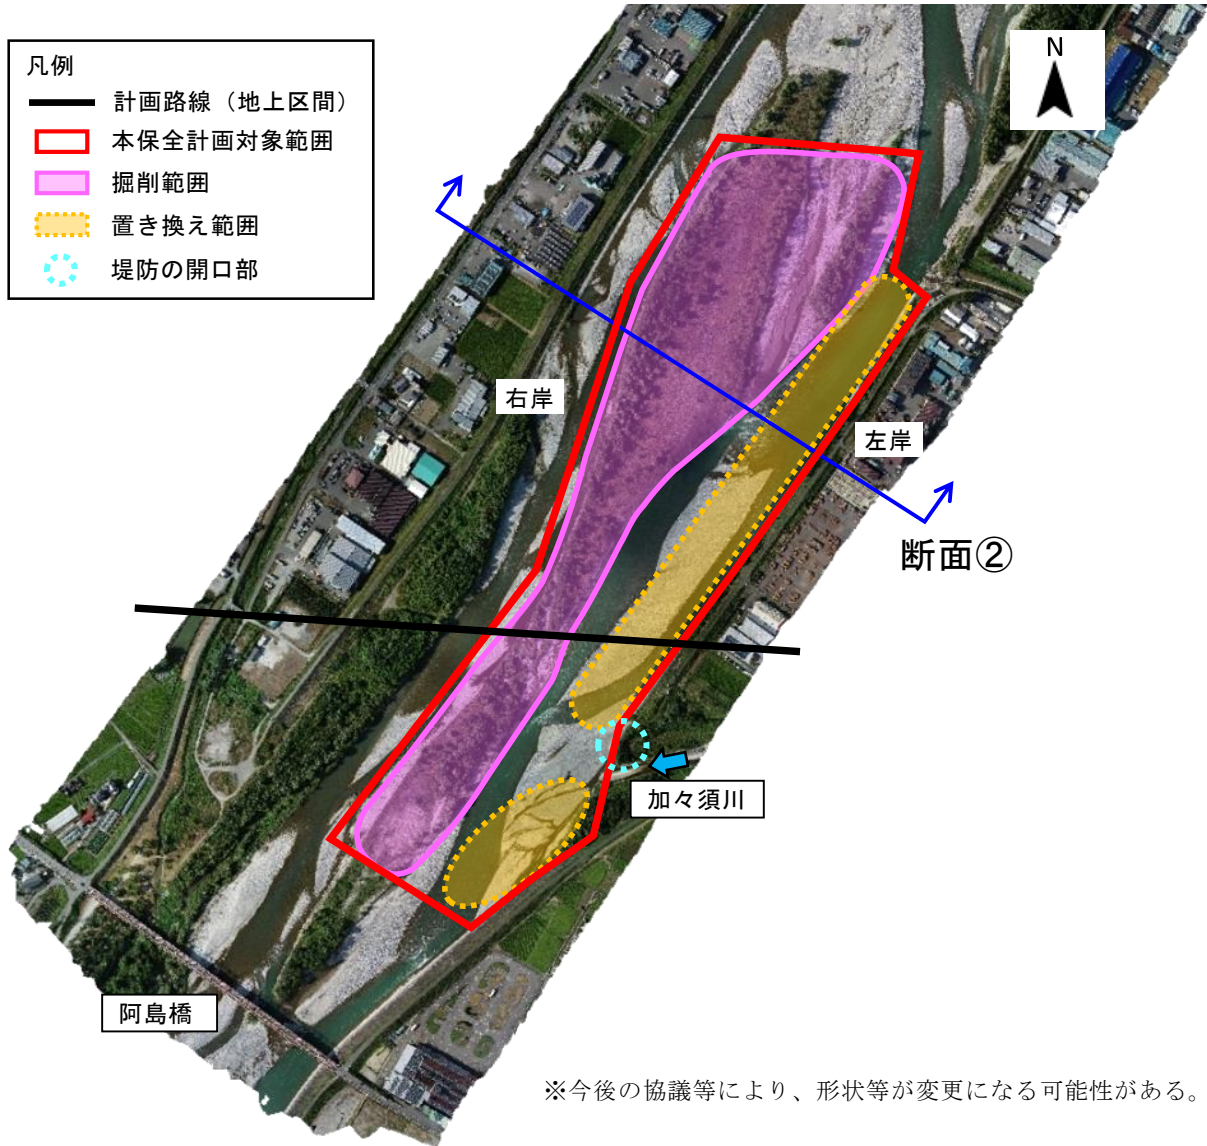 凡例
計画路線（地上区間）
本保全計画対象範囲
掘削範囲
置き換え範囲
堤防の開口部
N
右岸
左岸
断面②
加々須川
阿島橋
※今後の協議等により、形状等が変更になる可能性がある。